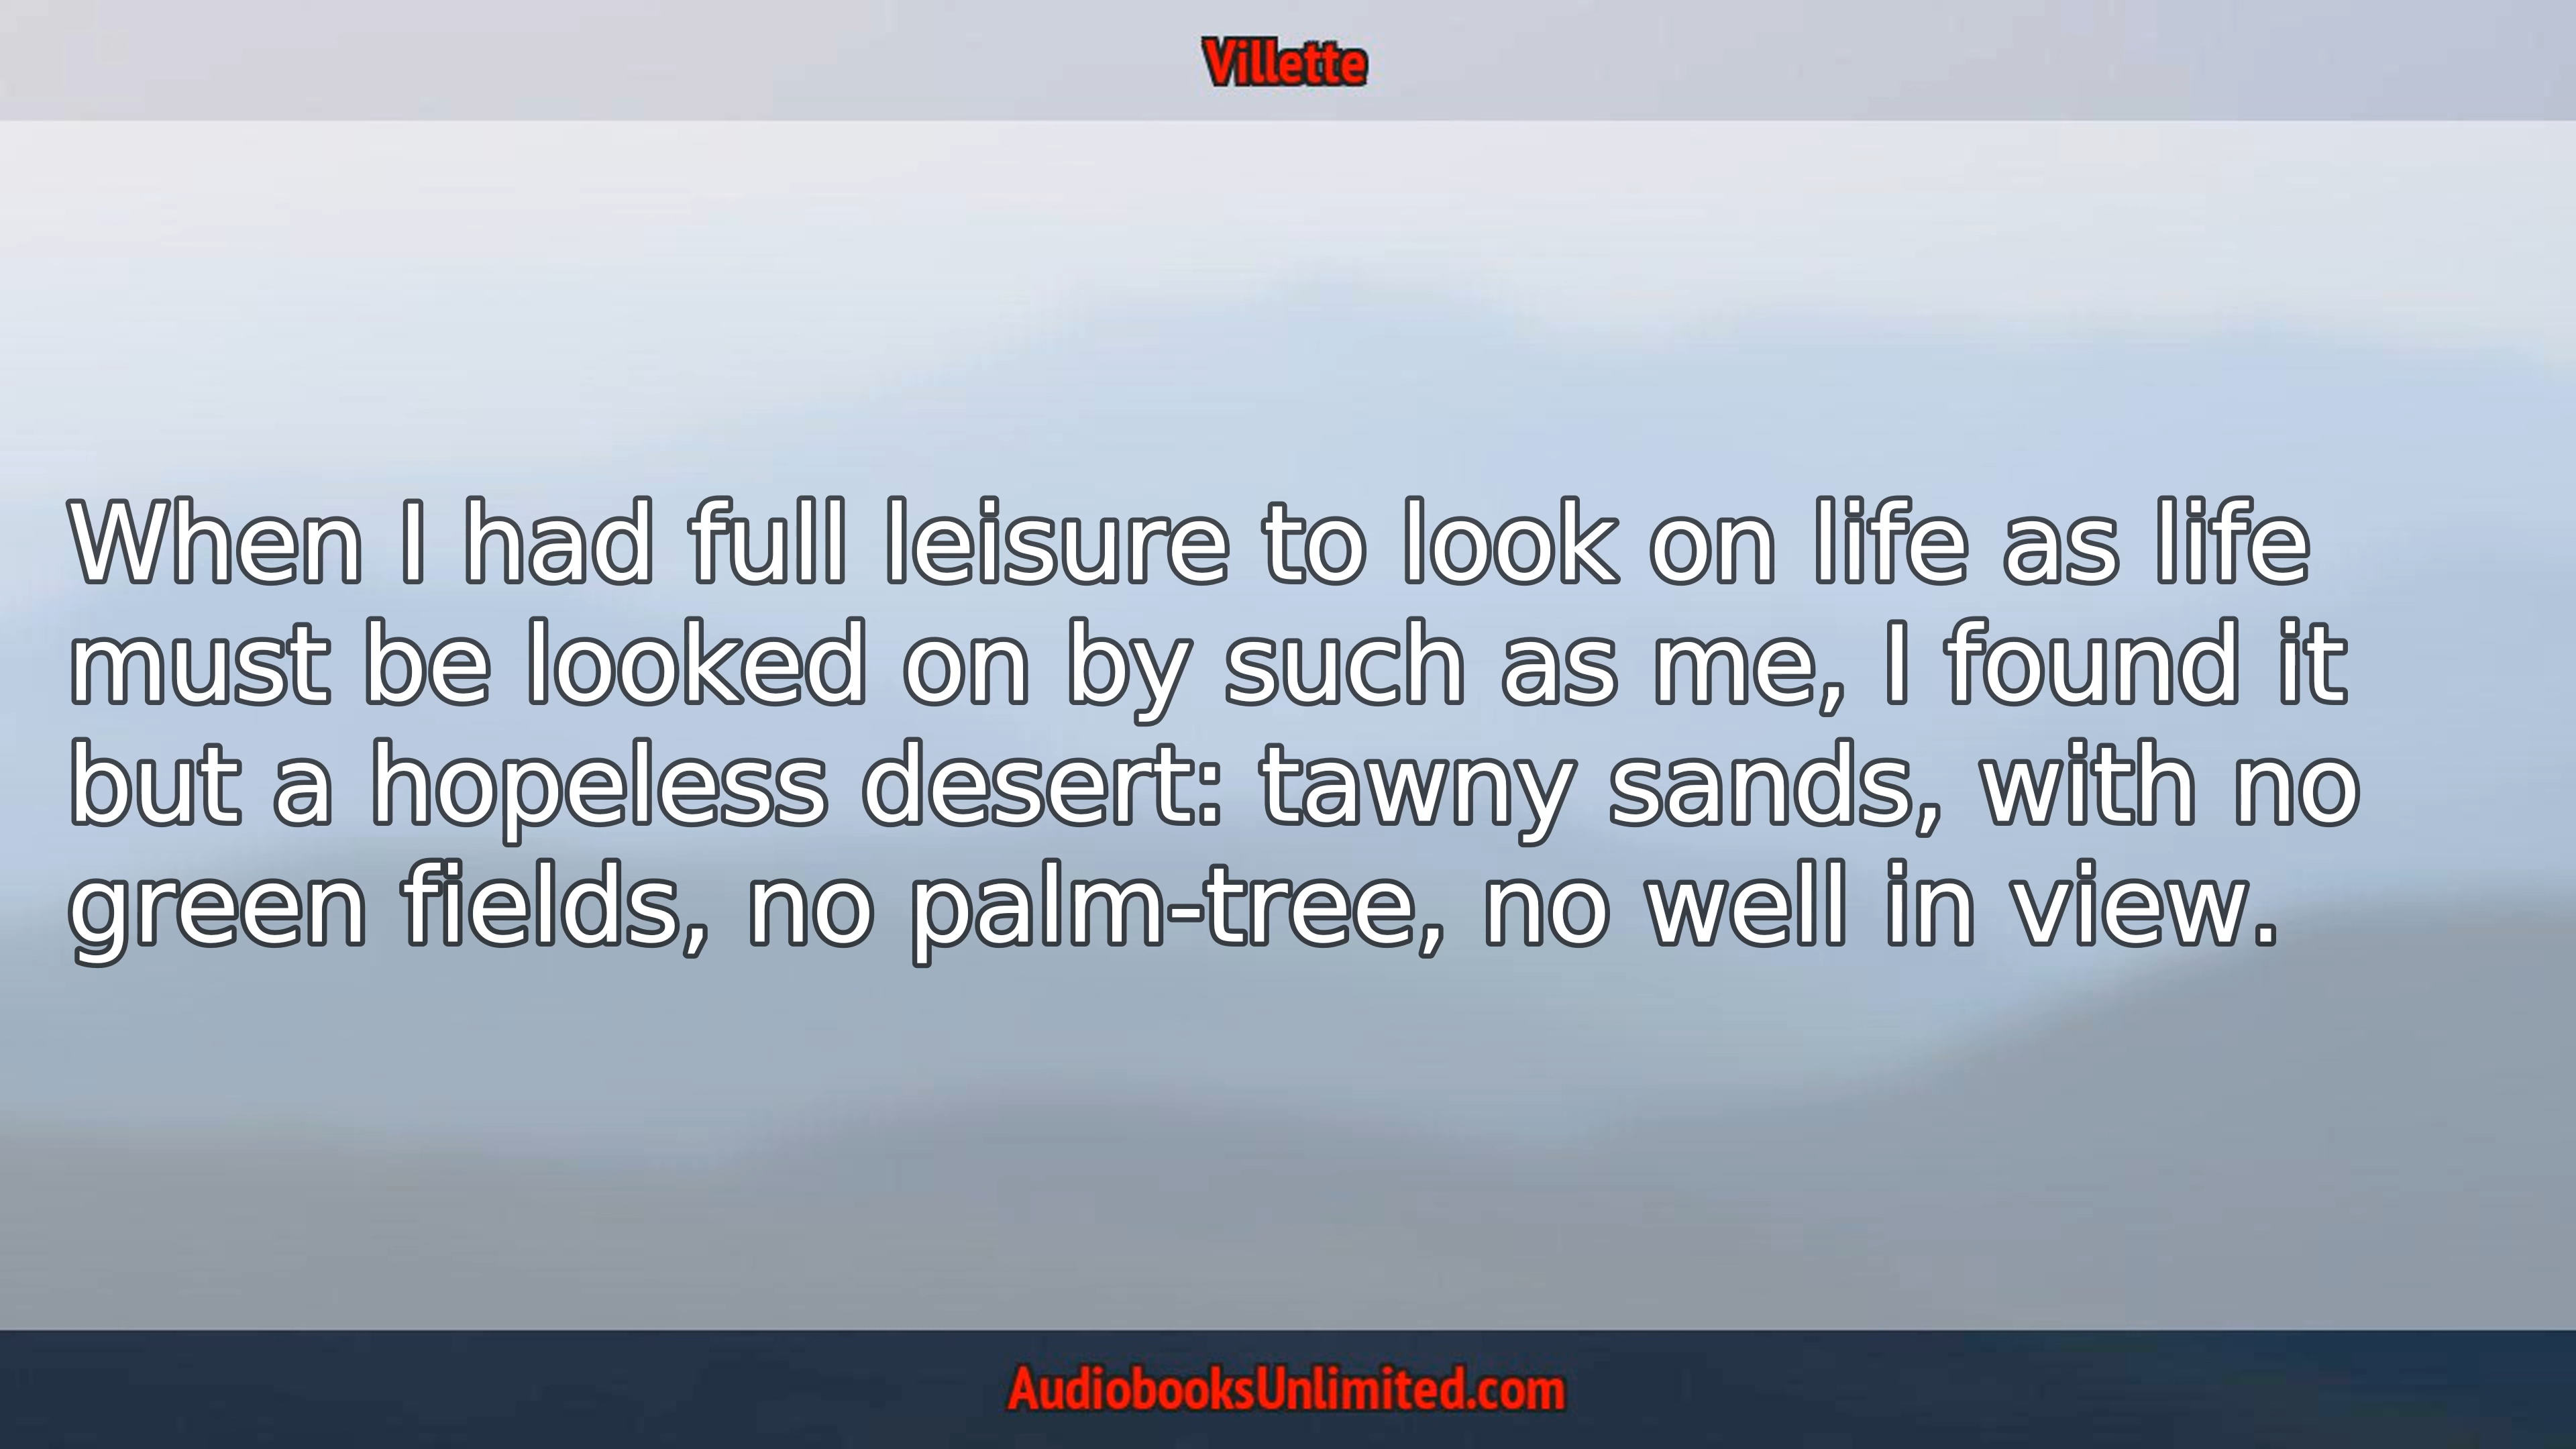 Villette
When I had full leisure to look on life as life
must be looked on by such as me, I found it
but a hopeless desert: tawny sands, with no
green fields, no palm-tree, no well in view.
AudiobooksUnlimited.com